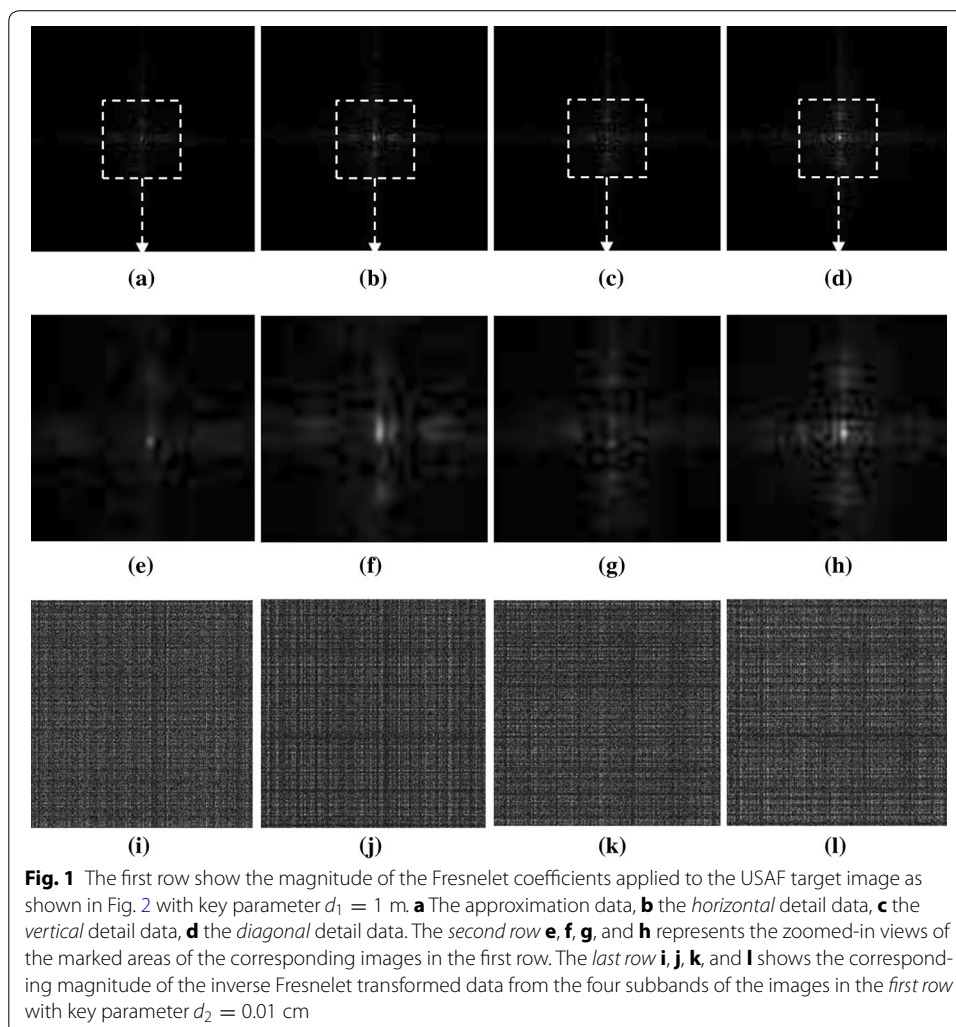 (a) (b) (c) (d)
(e) (f) (g) (h)
(i) (j) (k) (l)
Fig. 1 The first row show the magnitude of the Fresnelet coefficients applied to the USAF target image as
shown in Fig. 2 with key parameter d₁ = 1 m. a The approximation data, b the horizontal detail data, c the
vertical detail data, d the diagonal detail data. The second row e, f, g, and h represents the zoomed-in views of
the marked areas of the corresponding images in the first row. The last row i, j, k, and l shows the correspond-
ing magnitude of the inverse Fresnelet transformed data from the four subbands of the images in the first row
with key parameter d₂ = 0.01 cm